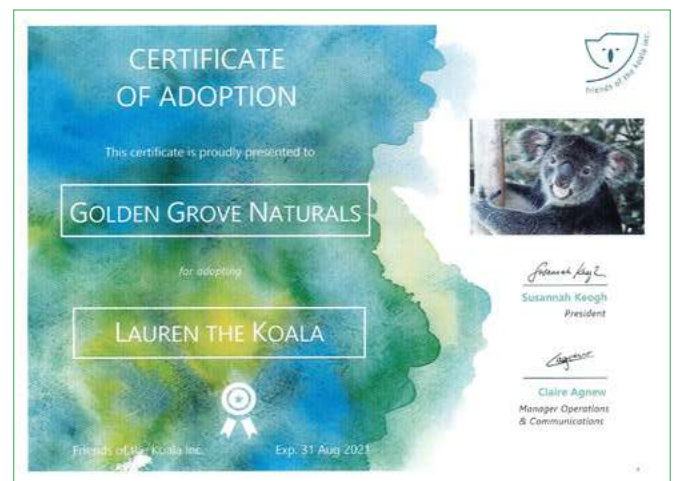 CERTIFICATE
OF ADOPTION
This certificate is proudly presented to
GOLDEN GROVE NATURALS
for adopting
LAUREN THE KOALA
Friends of the Koala Inc.
Exp. 31 Aug 2021
friends of the koala inc.
Susannah Keogh
President
Claire Agnew
Manager Operations
& Communications